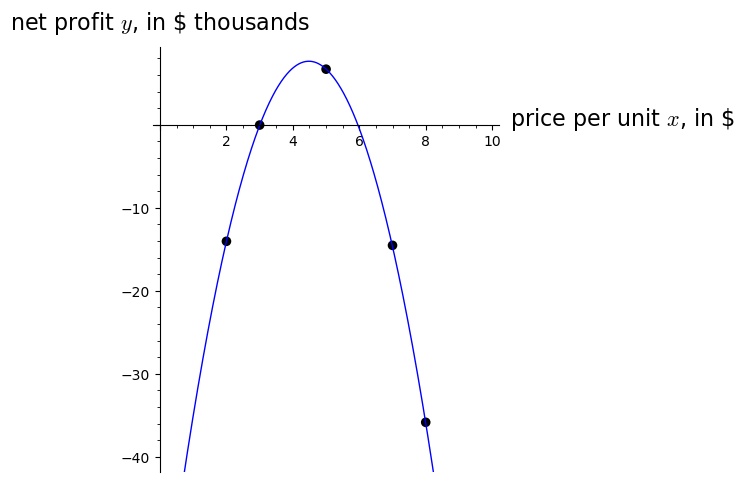 net profit y, in $ thousands
price per unit x, in $
2 4 6 8 10
−10
−20
−30
−40